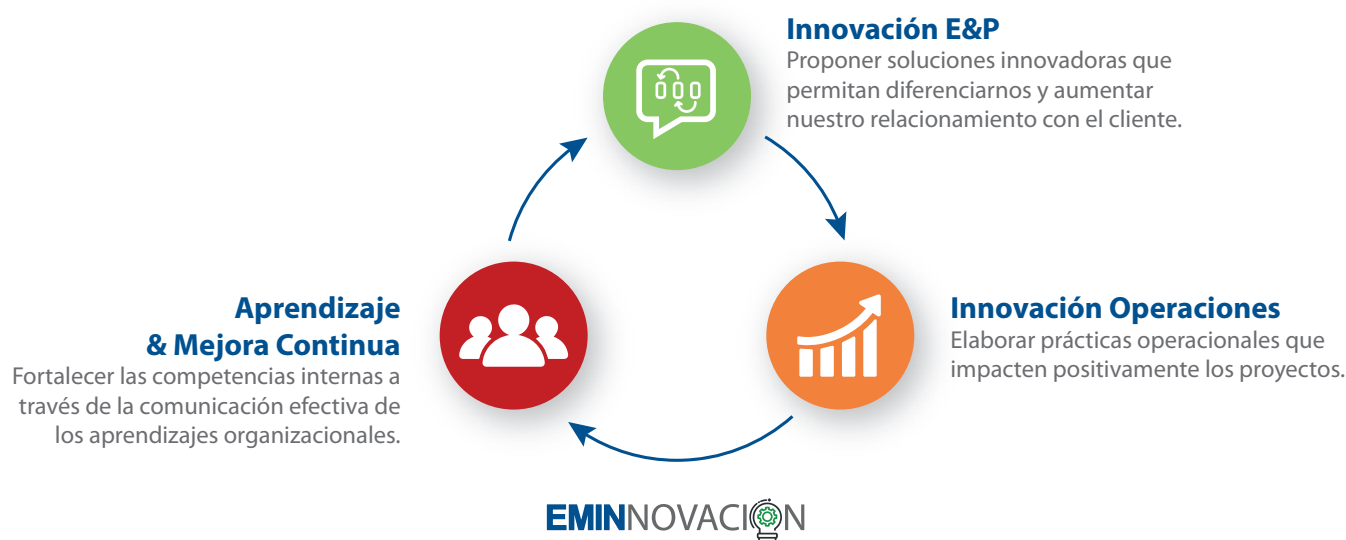 Innovación E&P
Proponer soluciones innovadoras que
permitan diferenciarnos y aumentar
nuestro relacionamiento con el cliente.
Innovación Operaciones
Elaborar prácticas operacionales que
impacten positivamente los proyectos.
Aprendizaje
& Mejora Continua
Fortalecer las competencias internas a
través de la comunicación efectiva de
los aprendizajes organizacionales.
EMINNOVACIÓN